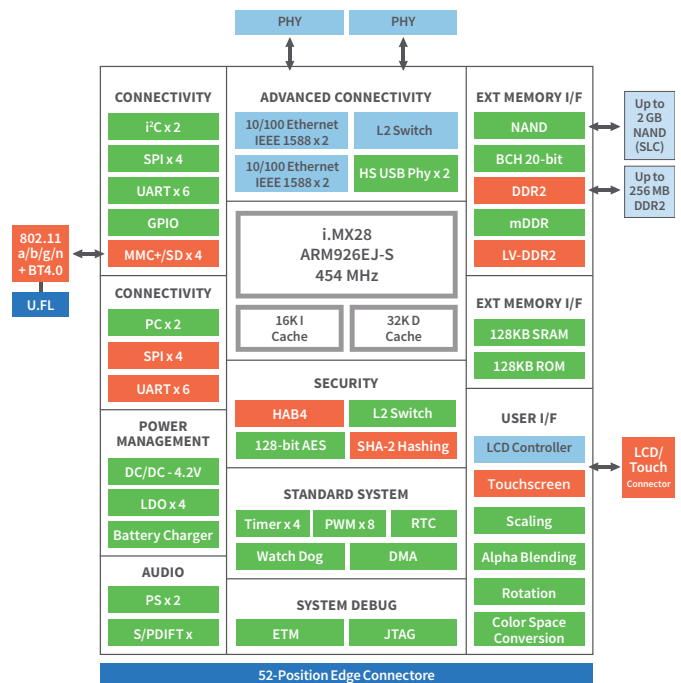 PHY
PHY
CONNECTIVITY
i²C x 2
SPI x 4
UART x 6
GPIO
MMC+/SD x 4
802.11
a/b/g/n
+ BT4.0
U.FL
CONNECTIVITY
PC x 2
SPI x 4
UART x 6
POWER
MANAGEMENT
DC/DC - 4.2V
LDO x 4
Battery Charger
AUDIO
PS x 2
S/PDIFT x
ADVANCED CONNECTIVITY
10/100 Ethernet
IEEE 1588 x 2
L2 Switch
10/100 Ethernet
IEEE 1588 x 2
HS USB Phy x 2
i.MX28
ARM926EJ-S
454 MHz
16K I
Cache
32K D
Cache
SECURITY
HAB4
L2 Switch
128-bit AES
SHA-2 Hashing
STANDARD SYSTEM
Timer x 4
PWM x 8
RTC
Watch Dog
DMA
SYSTEM DEBUG
ETM
JTAG
EXT MEMORY I/F
NAND
BCH 20-bit
DDR2
mDDR
LV-DDR2
Up to
2 GB
NAND
(SLC)
Up to
256 MB
DDR2
EXT MEMORY I/F
128KB SRAM
128KB ROM
USER I/F
LCD Controller
Touchscreen
Scaling
Alpha Blending
Rotation
Color Space
Conversion
LCD/
Touch
Connector
52-Position Edge Connectore